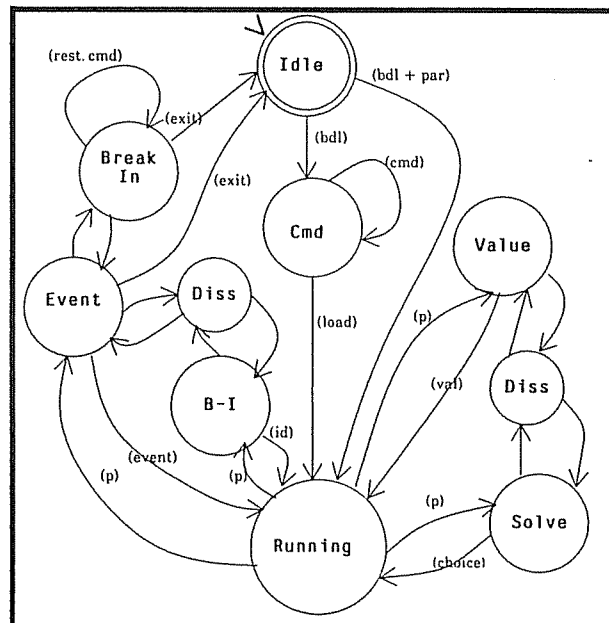 Idle
(rest. cmd)
(bdl + par)
(exit)
(bdl)
Break
In
(cmd)
(exit)
Cmd
Value
Event
Diss
(load)
(p)
(val)
Diss
B-I
(id)
(event)
(p)
(p)
(p)
Solve
Running
(choice)